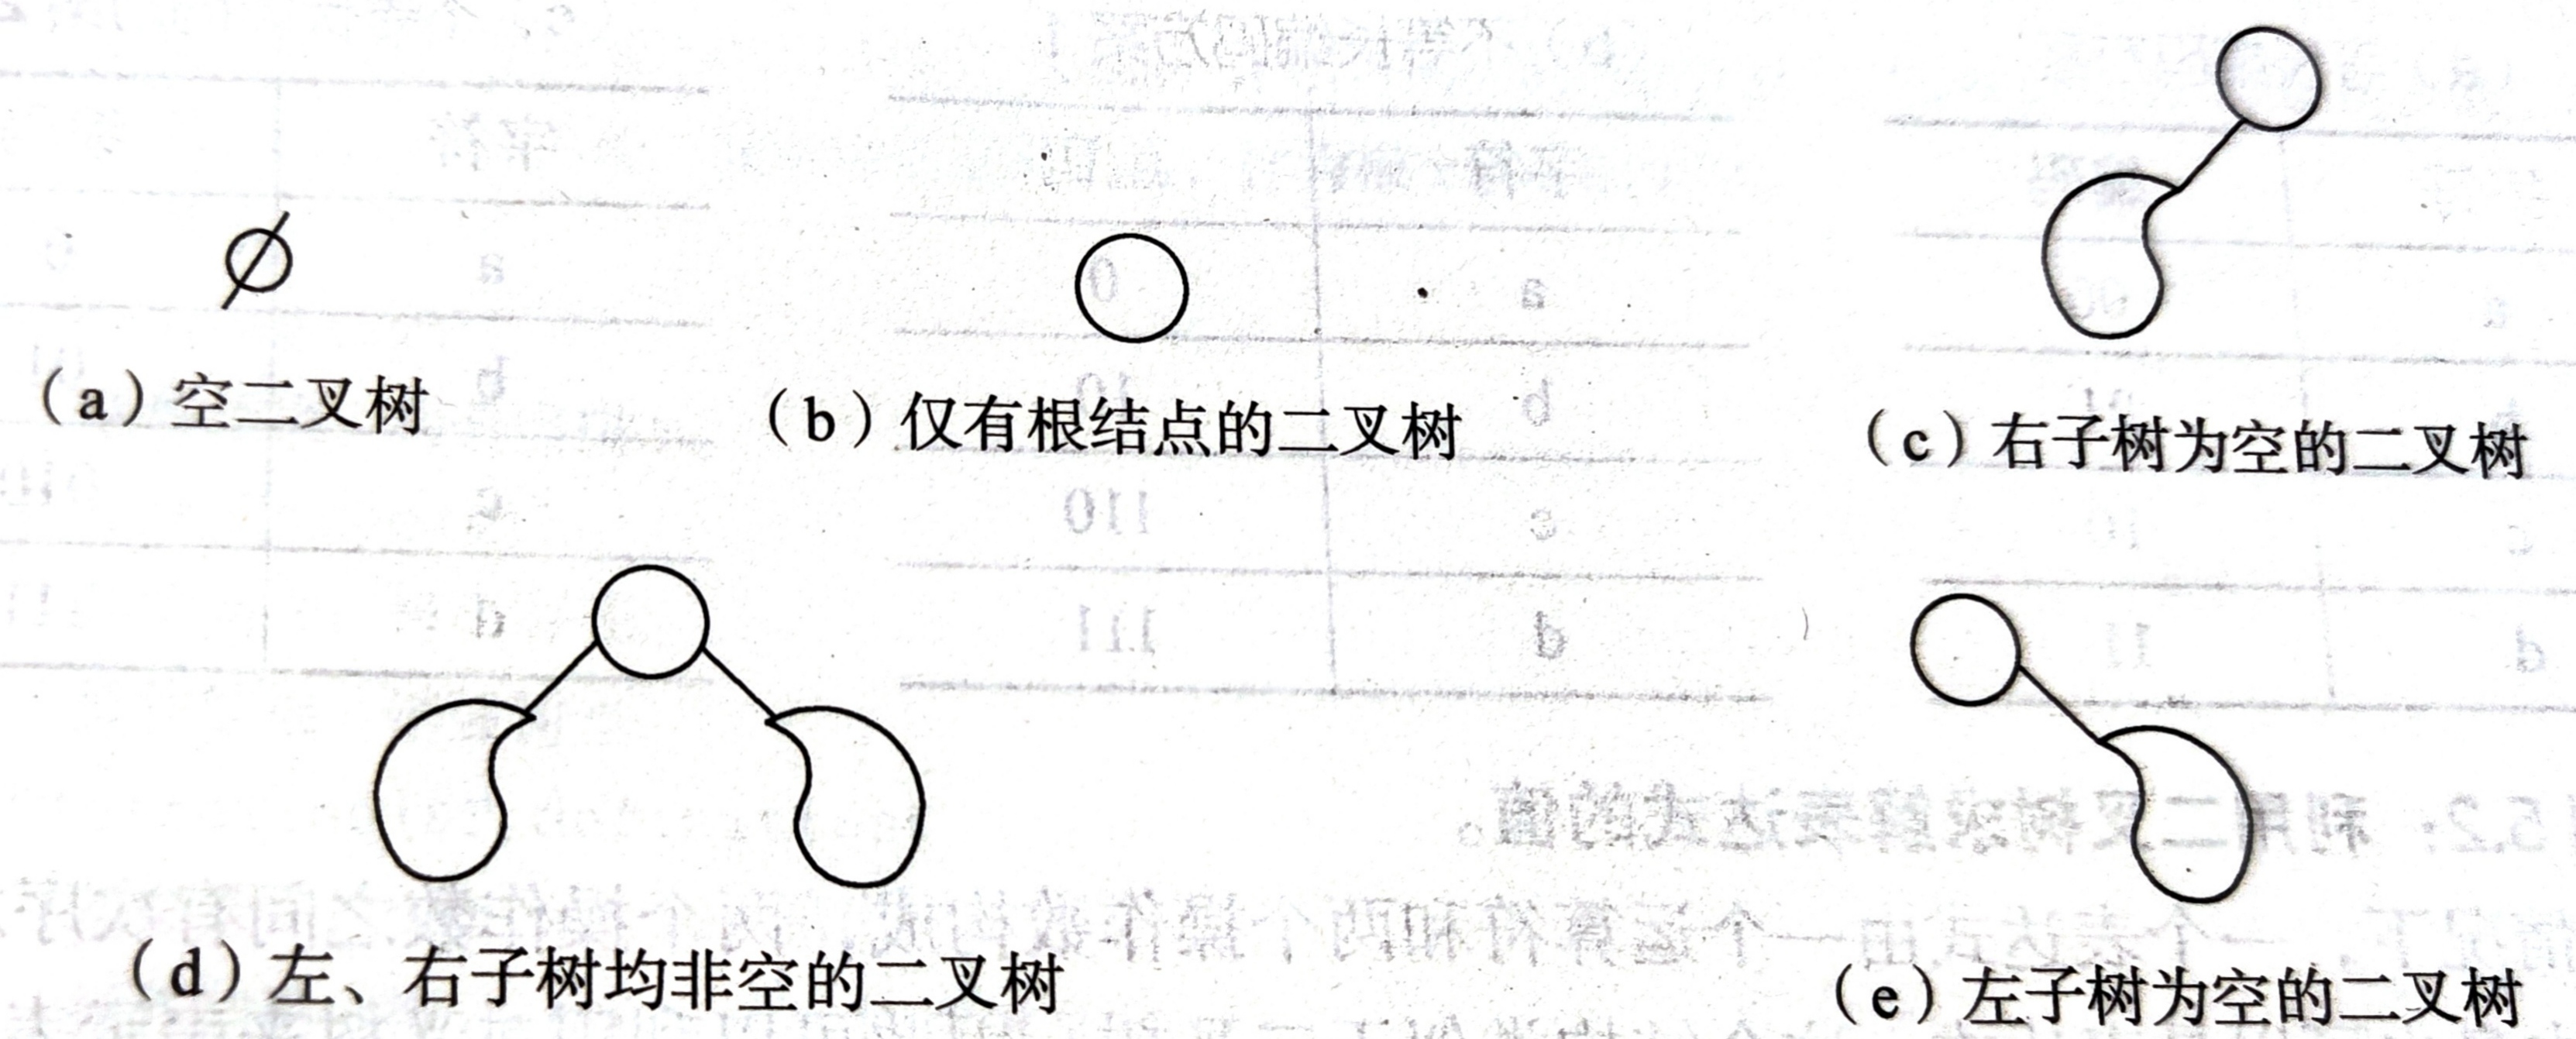 （a）空二叉树
（b）仅有根结点的二叉树
（c）右子树为空的二叉树
（d）左、右子树均非空的二叉树
（e）左子树为空的二叉树